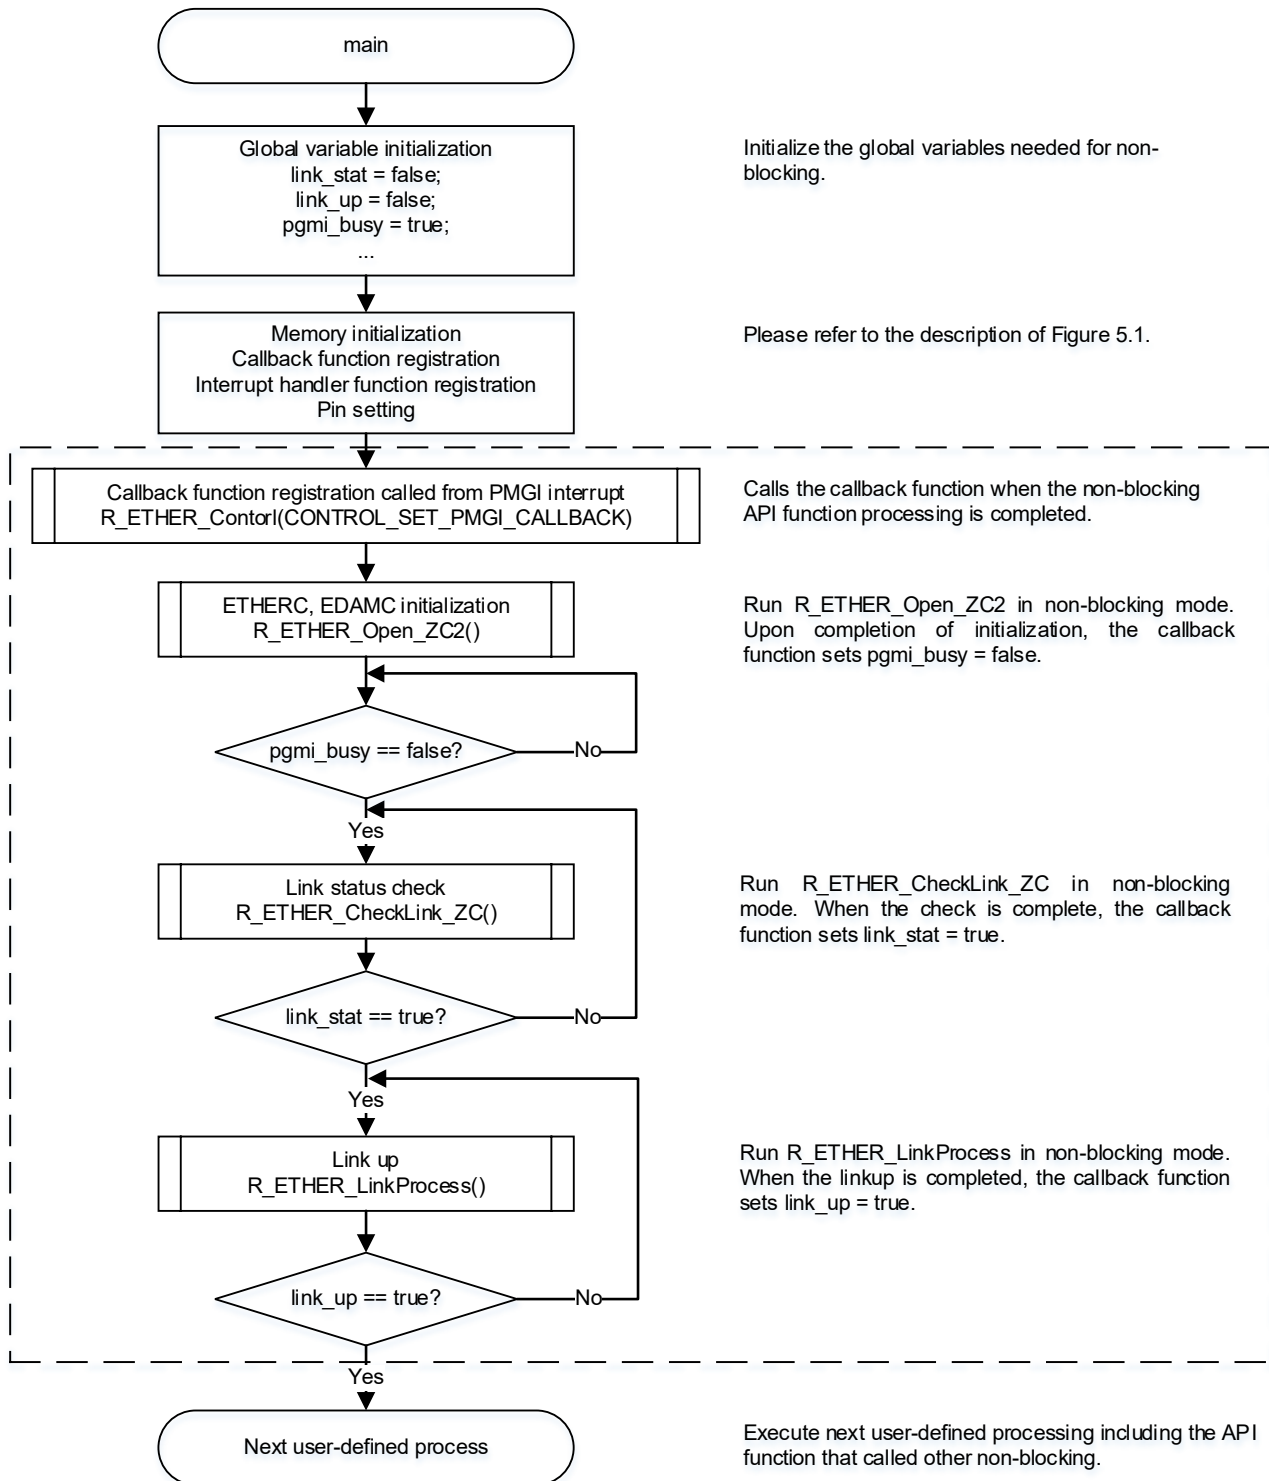 main
Global variable initialization
link_stat = false;
link_up = false;
pgmi_busy = true;
...
Initialize the global variables needed for non-
blocking.
Memory initialization
Callback function registration
Interrupt handler function registration
Pin setting
Please refer to the description of Figure 5.1.
Callback function registration called from PMGI interrupt
R_ETHER_Contorl(CONTROL_SET_PMGI_CALLBACK)
Calls the callback function when the non-blocking
API function processing is completed.
ETHERC, EDAMC initialization
R_ETHER_Open_ZC2()
Run R_ETHER_Open_ZC2 in non-blocking mode.
Upon completion of initialization, the callback
function sets pgmi_busy = false.
pgmi_busy == false?
No
Yes
Link status check
R_ETHER_CheckLink_ZC()
Run R_ETHER_CheckLink_ZC in non-blocking
mode. When the check is complete, the callback
function sets link_stat = true.
link_stat == true?
No
Yes
Link up
R_ETHER_LinkProcess()
Run R_ETHER_LinkProcess in non-blocking mode.
When the linkup is completed, the callback function
sets link_up = true.
link_up == true?
No
Yes
Next user-defined process
Execute next user-defined processing including the API
function that called other non-blocking.